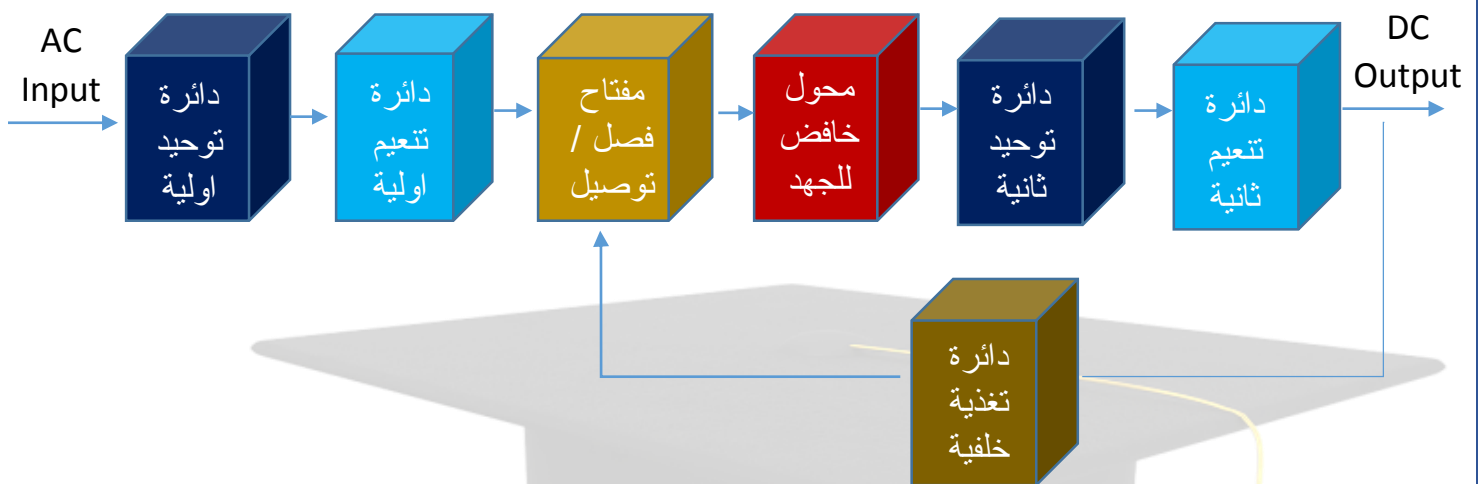 AC
Input
دائرة
توحيد
اولية
دائرة
تنعيم
اولية
مفتاح
فصل /
توصيل
محول
خافض
للجهد
دائرة
توحيد
ثانية
دائرة
تنعيم
ثانية
DC
Output
دائرة
تغذية
خلفية